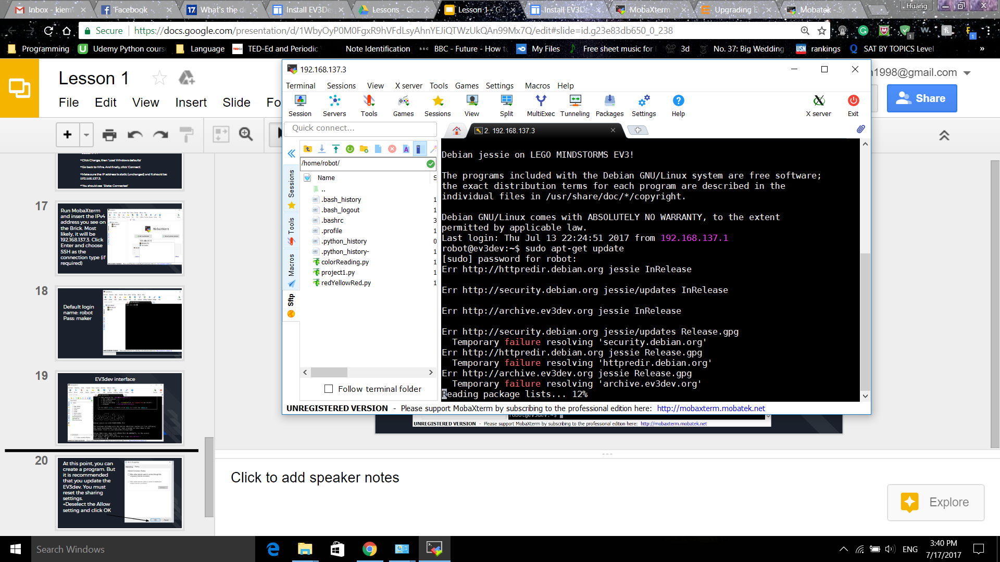 Inbox - kiem
Facebook -
What's the de
Install EV3De
Lessons - Go
Lesson 1 - G
Install EV3D
MobaXterm
Upgrading E
Mobatek - S
Huang
Secure
https://docs.google.com/presentation/d/1WbyOyP0M0FgxR9hVFdLsyAhnYEJiQTWzUkQAn99Mx7Q/edit#slide=id.g23e83db650_0_238
Programming
Udemy Python cours
Language
TED-Ed and Periodic
Note Identification
BBC - Future - How t
My Files
Free sheet music for
3d
No. 37: Big Wedding
USN rankings
SAT BY TOPICS Level
»
Lesson 1
File Edit View Insert Slide Fo
n1998@gmail.com
Share
+Click Change, then 'Load Windows defaults'
+Go back to Wire. And finally, click 'Connect'.
+Make sure the IP address is static (unchanged) and it should be:
192.168.137.3.
+You should see 'State: Connected'
17
Run MobaXterm
and insert the IPv4
address you see on
the Brick. Most
likely, it will be
192.168.137.3. Click
Enter and choose
SSH as the
connection type (if
required)
MobaXterm
18
Default login
name: robot
Pass: maker
19
EV3dev interface
ev3dev
20
At this point, you can
create a program. But
it is recommended
that you update the
EV3dev. You must
reset the sharing
settings.
+Deselect the Allow
setting and click OK
192.168.137.3
Terminal Sessions View X server Tools Games Settings Macros Help
Session Servers Tools Games Sessions View Split MultiExec Tunneling Packages Settings Help X server Exit
Quick connect...
2. 192.168.137.3
/home/robot/
Sessions
Tools
Macros
Sftp
Name S
..
.bash_history 1
.bash_logout 1
.bashrc 3
.profile 1
.python_history 0
.python_history- 1
colorReading.py 1
project1.py 1
redYellowRed.py 1
Follow terminal folder
Debian jessie on LEGO MINDSTORMS EV3!
The programs included with the Debian GNU/Linux system are free software;
the exact distribution terms for each program are described in the
individual files in /usr/share/doc/*/copyright.
Debian GNU/Linux comes with ABSOLUTELY NO WARRANTY, to the extent
permitted by applicable law.
Last login: Thu Jul 13 22:24:51 2017 from 192.168.137.1
robot@ev3dev:~$ sudo apt-get update
[sudo] password for robot:
Err http://httpredir.debian.org jessie InRelease
Err http://security.debian.org jessie/updates InRelease
Err http://archive.ev3dev.org jessie InRelease
Err http://security.debian.org jessie/updates Release.gpg
Temporary failure resolving 'security.debian.org'
Err http://httpredir.debian.org jessie Release.gpg
Temporary failure resolving 'httpredir.debian.org'
Err http://archive.ev3dev.org jessie Release.gpg
Temporary failure resolving 'archive.ev3dev.org'
Reading package lists... 12%
UNREGISTERED VERSION - Please support MobaXterm by subscribing to the professional edition here: http://mobaxterm.mobatek.net
robot@ev3dev:~$
UNREGISTERED VERSION - Please support MobaXterm by subscribing to the professional edition here: http://mobaxterm.mobatek.net
Click to add speaker notes
Explore
Search Windows
ENG
3:40 PM
7/17/2017